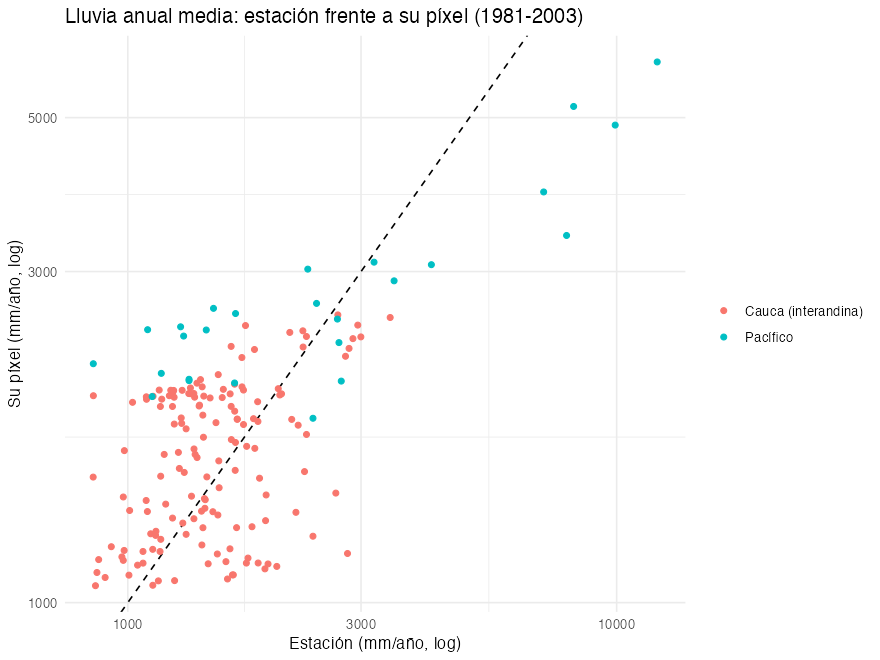 Lluvia anual media: estación frente a su píxel (1981-2003)
Su píxel (mm/año, log)
5000
3000
1000
1000
3000
10000
Estación (mm/año, log)
Cauca (interandina)
Pacífico